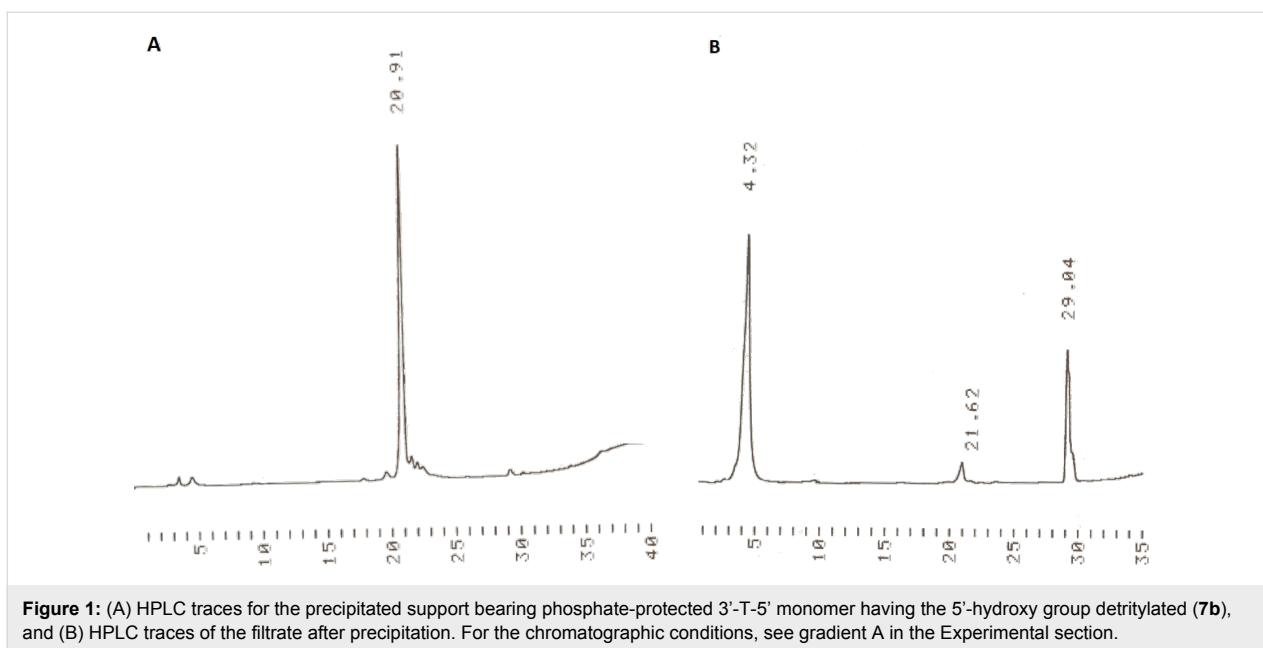 A
B
20.91
4.32
21.62
29.04
5 10 15 20 25 30 35 40
5 10 15 20 25 30 35
Figure 1: (A) HPLC traces for the precipitated support bearing phosphate-protected 3’-T-5’ monomer having the 5’-hydroxy group detritylated (7b),
and (B) HPLC traces of the filtrate after precipitation. For the chromatographic conditions, see gradient A in the Experimental section.